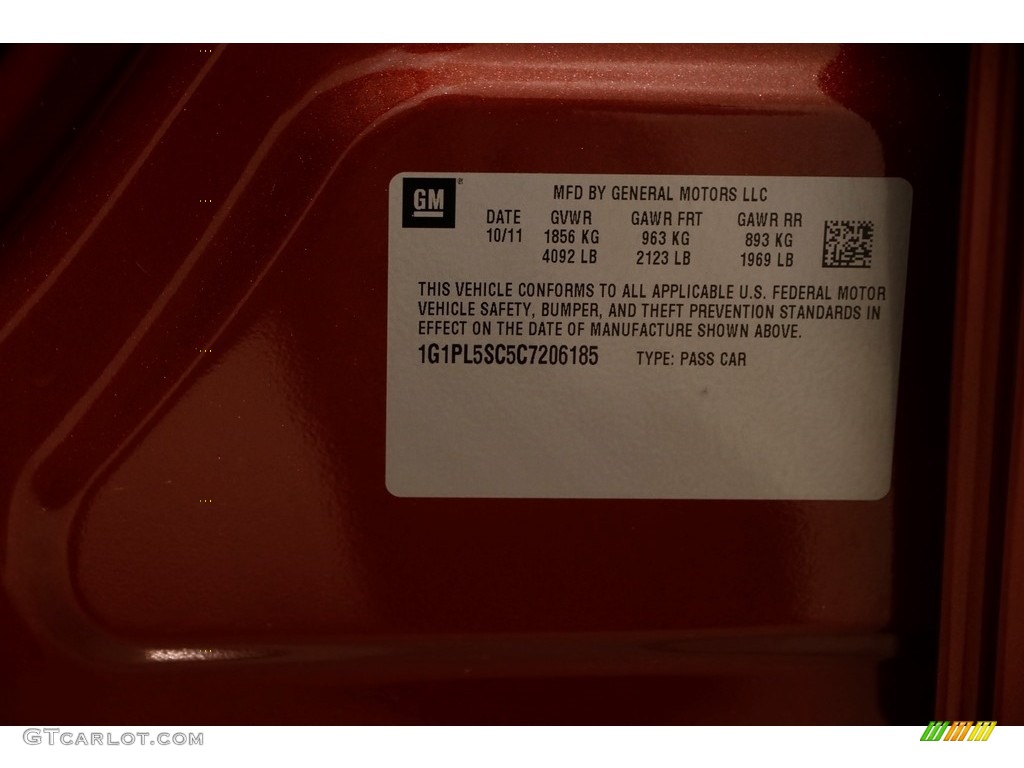 GM
MFD BY GENERAL MOTORS LLC
DATE GVWR GAWR FRT GAWR RR
10/11 1856 KG 963 KG 893 KG
4092 LB 2123 LB 1969 LB
THIS VEHICLE CONFORMS TO ALL APPLICABLE U.S. FEDERAL MOTOR
VEHICLE SAFETY, BUMPER, AND THEFT PREVENTION STANDARDS IN
EFFECT ON THE DATE OF MANUFACTURE SHOWN ABOVE.
1G1PL5SC5C7206185 TYPE: PASS CAR
GTcarlot.com